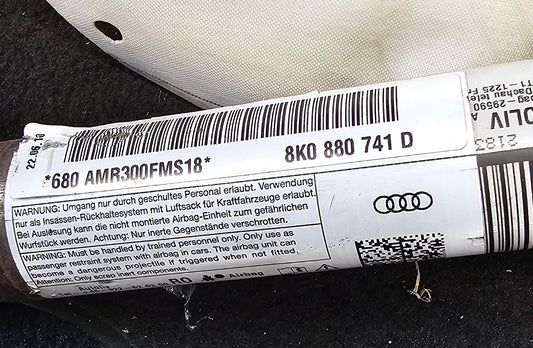 22.06.
*680 AMR300FMS18*
8K0 880 741 D
WARNUNG: Umgang nur durch geschultes Personal erlaubt. Verwendung
nur als Insassen-Rückhaltesystem mit Luftsack für Kraftfahrzeuge erlaubt.
Bei Auslösung kann die nicht montierte Airbag-Einheit zum gefährlichen
Wurfstück werden. Achtung: Nur inerte Gegenstände verschrotten.
WARNING: Must be handled by trained personnel only. Use only as
passenger restraint system with airbag in cars. The airbag unit can
become a dangerous projectile if triggered when not fitted.
Attention: Only scrap inert components.
Airbag
OLIV
2183